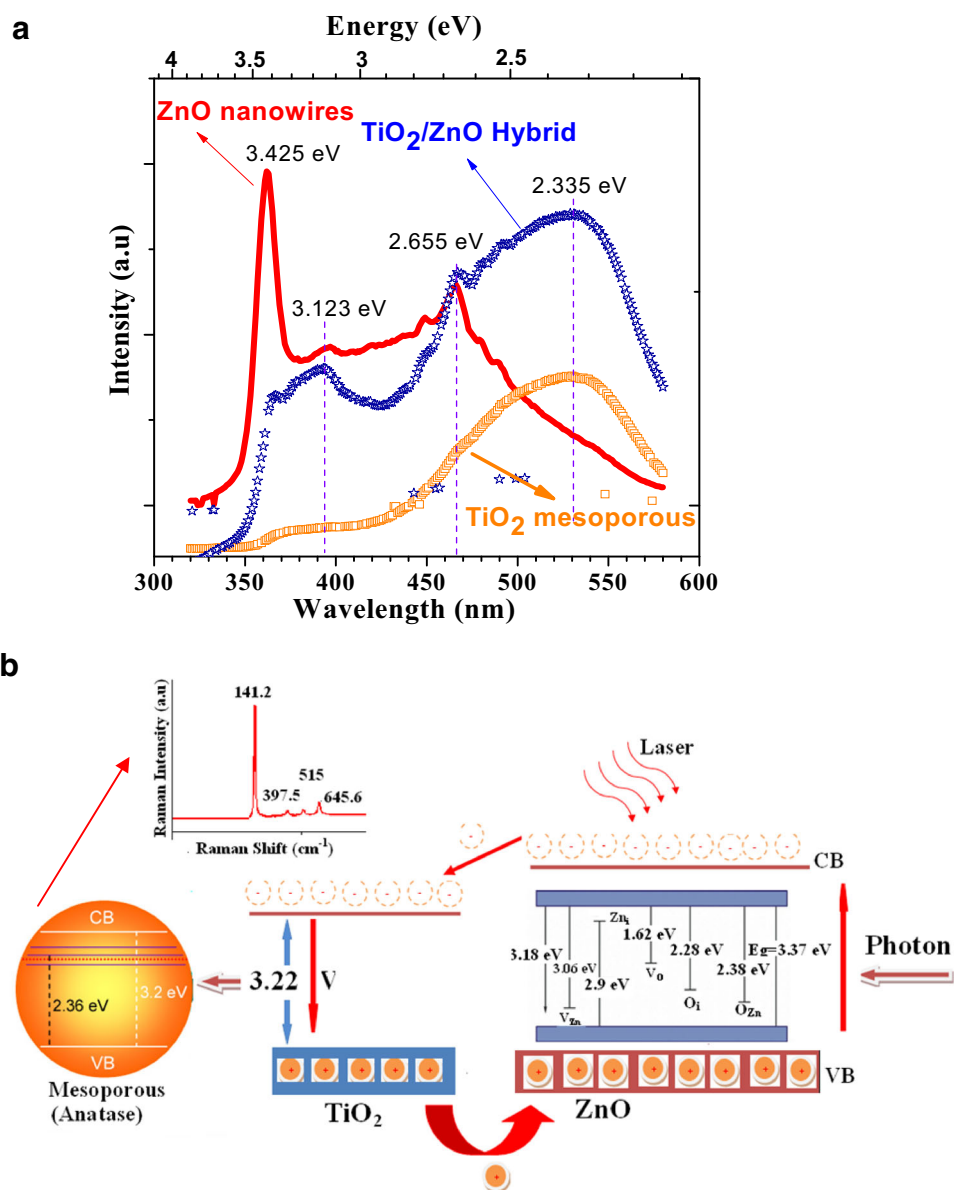 a
Energy (eV)
4 3.5 3 2.5
ZnO nanowires
TiO2/ZnO Hybrid
3.425 eV
2.335 eV
2.655 eV
3.123 eV
TiO2 mesoporous
Intensity (a.u)
300 350 400 450 500 550 600
Wavelength (nm)
b
Raman Intensity (a.u)
141.2
397.5
515
645.6
Raman Shift (cm-1)
Laser
CB
Photon
VB
CB
2.36 eV
3.2 eV
VB
Mesoporous
(Anatase)
3.22
V
TiO2
3.18 eV
3.06 eV
VZn
Zni
2.9 eV
1.62 eV
Vo
2.28 eV
Oi
2.38 eV
OZn
Eg=3.37 eV
ZnO